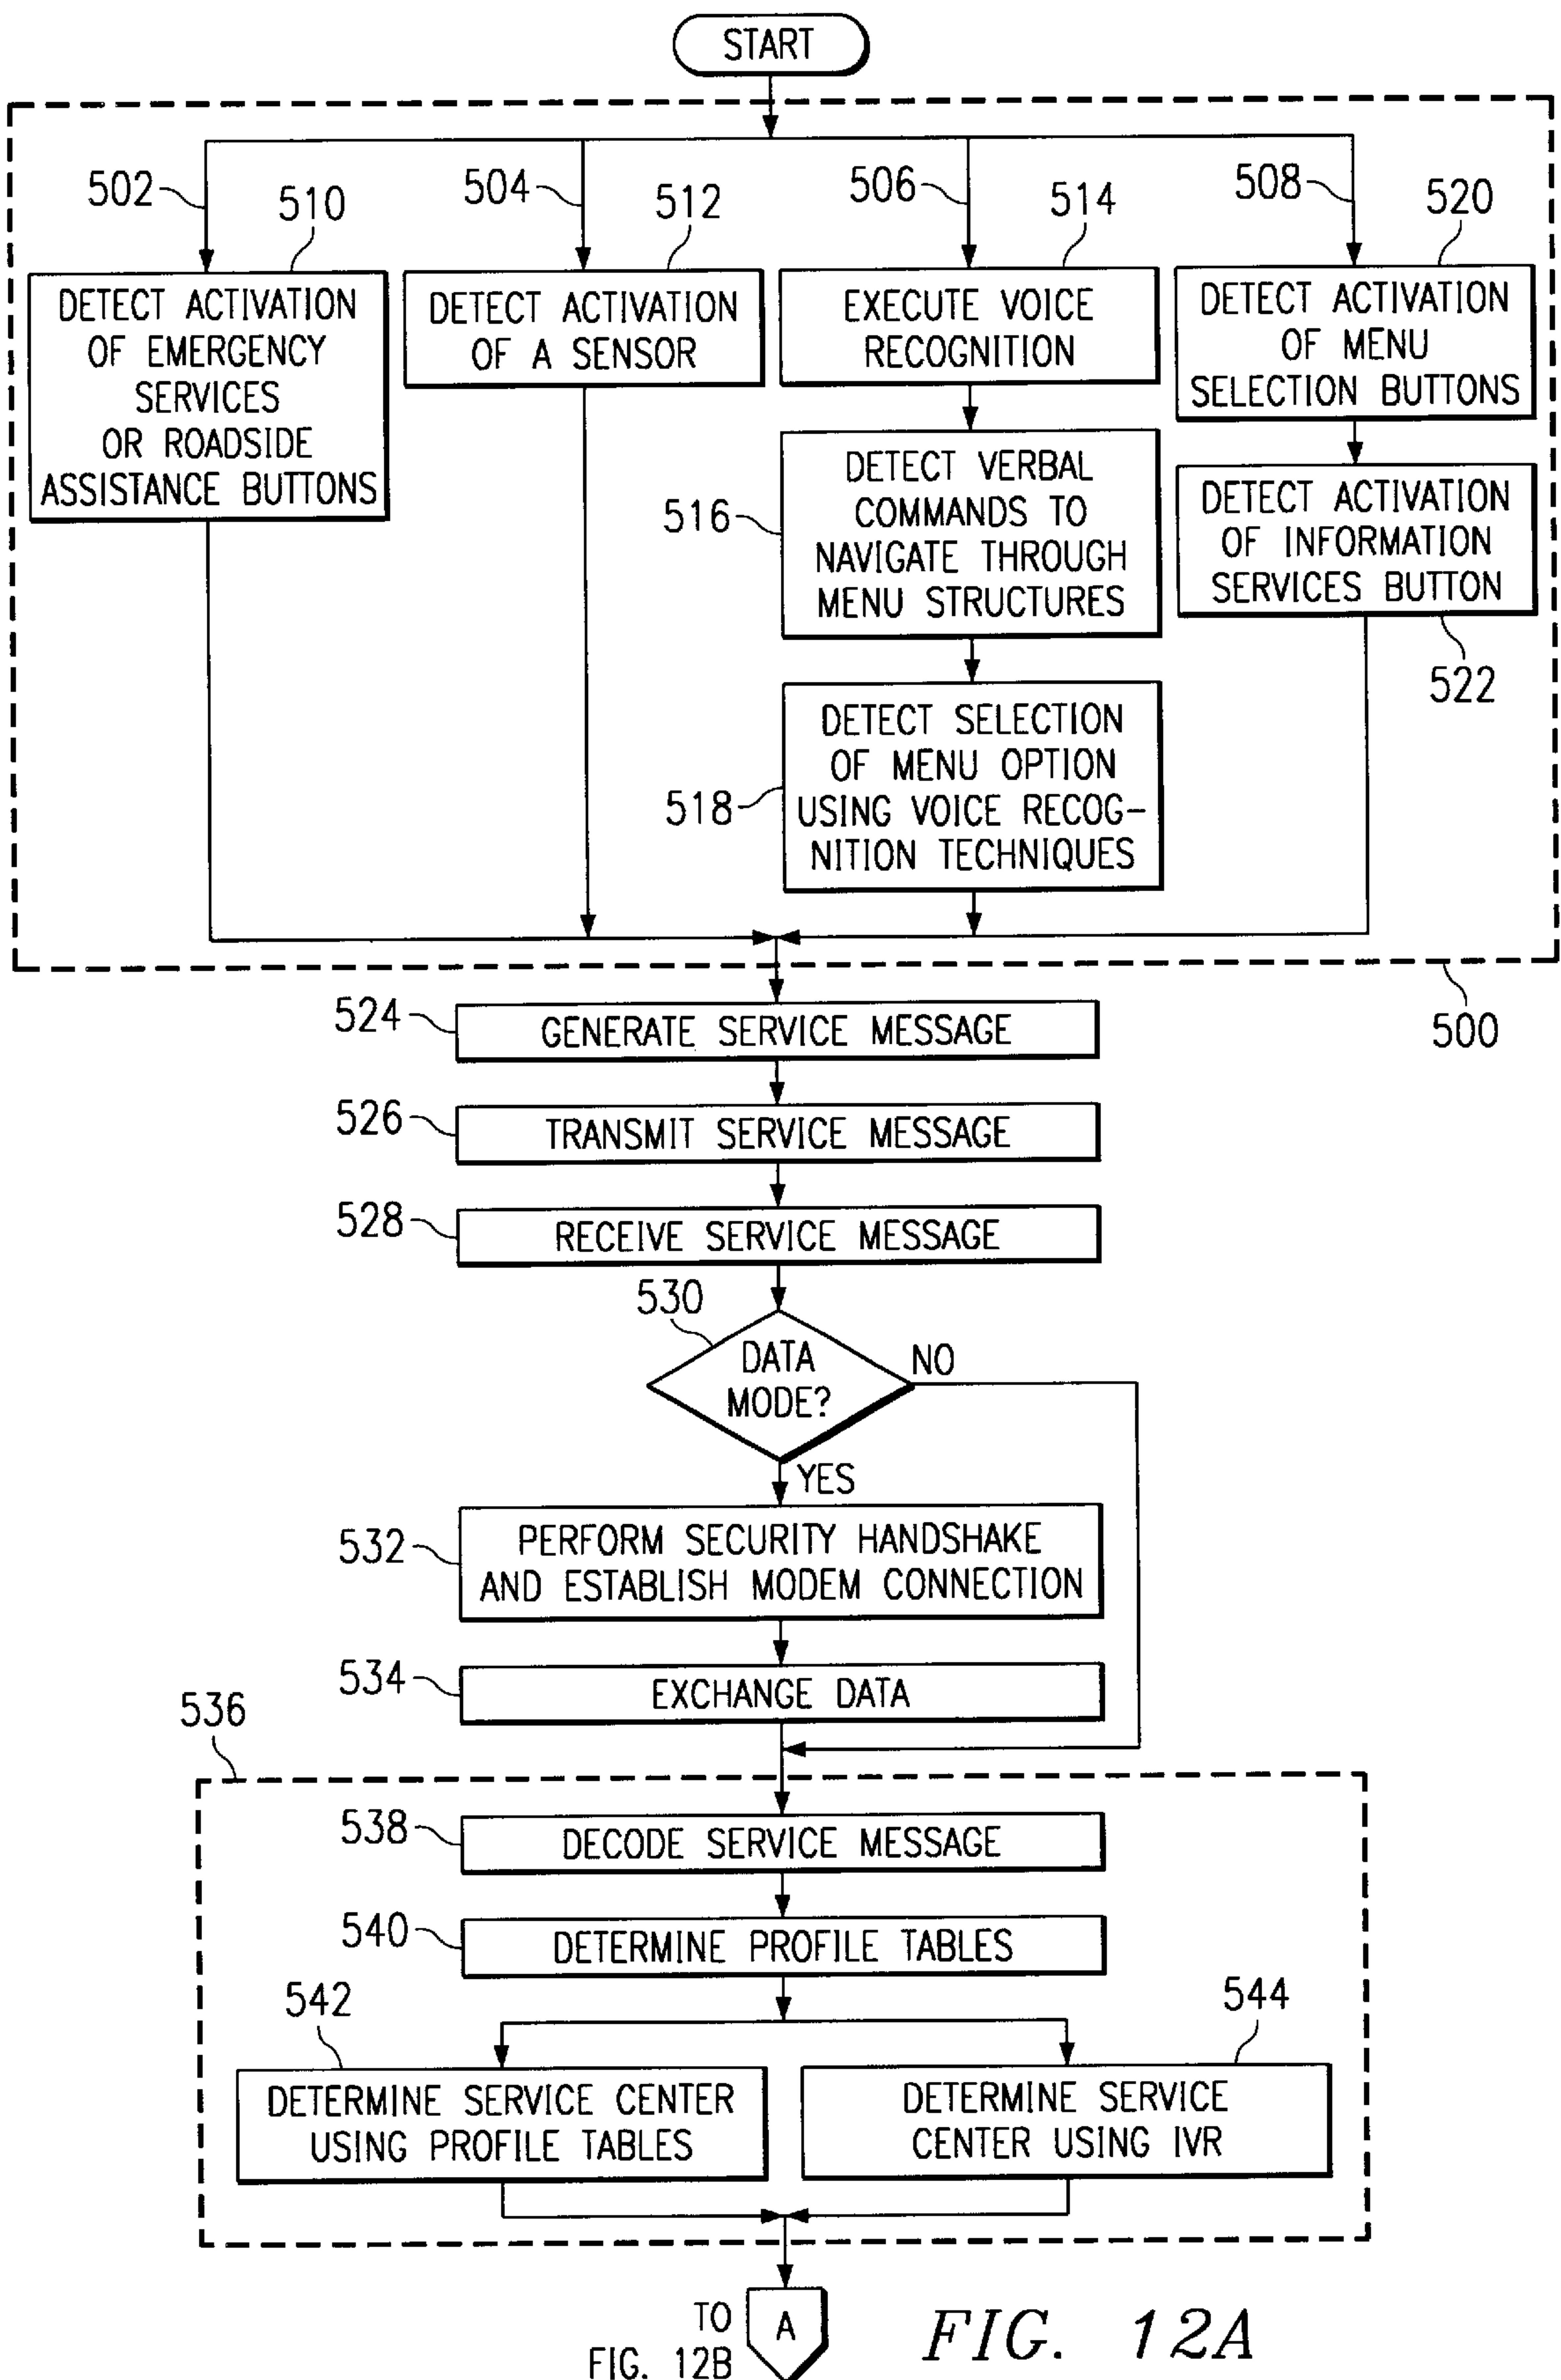 START
502
510
504
512
506
514
508
520
DETECT ACTIVATION
OF EMERGENCY
SERVICES
OR ROADSIDE
ASSISTANCE BUTTONS
DETECT ACTIVATION
OF A SENSOR
EXECUTE VOICE
RECOGNITION
DETECT ACTIVATION
OF MENU
SELECTION BUTTONS
516
DETECT VERBAL
COMMANDS TO
NAVIGATE THROUGH
MENU STRUCTURES
DETECT ACTIVATION
OF INFORMATION
SERVICES BUTTON
522
518
DETECT SELECTION
OF MENU OPTION
USING VOICE RECOG-
NITION TECHNIQUES
500
524
GENERATE SERVICE MESSAGE
526
TRANSMIT SERVICE MESSAGE
528
RECEIVE SERVICE MESSAGE
530
DATA
MODE?
NO
YES
532
PERFORM SECURITY HANDSHAKE
AND ESTABLISH MODEM CONNECTION
534
EXCHANGE DATA
536
538
DECODE SERVICE MESSAGE
540
DETERMINE PROFILE TABLES
542
544
DETERMINE SERVICE CENTER
USING PROFILE TABLES
DETERMINE SERVICE
CENTER USING IVR
TO
FIG. 12B
A
FIG. 12A